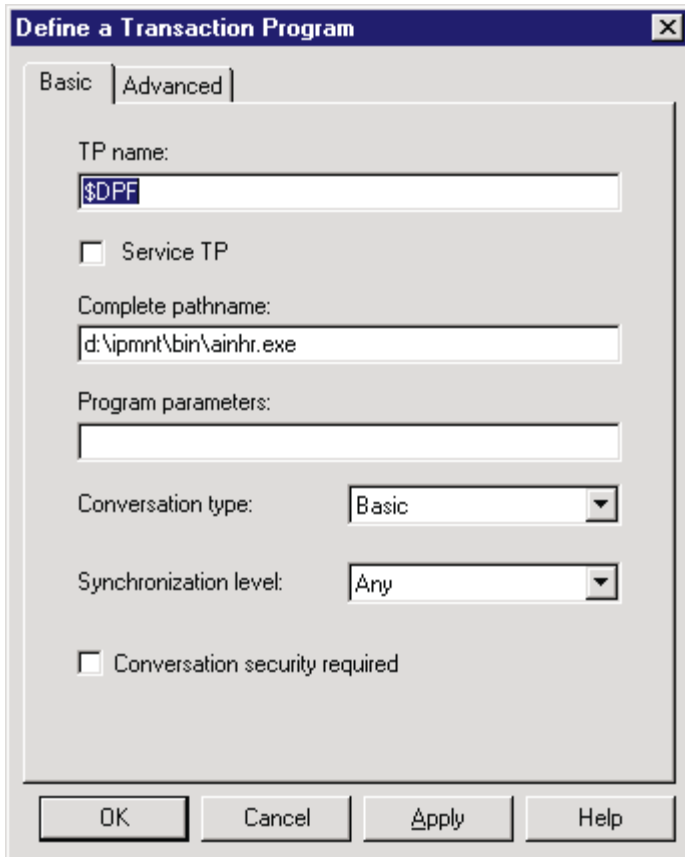 Define a Transaction Program
Basic Advanced
TP name:
$DPF
Service TP
Complete pathname:
d:\ipmnt\bin\ainhr.exe
Program parameters:
Conversation type: Basic
Synchronization level: Any
Conversation security required
OK Cancel Apply Help